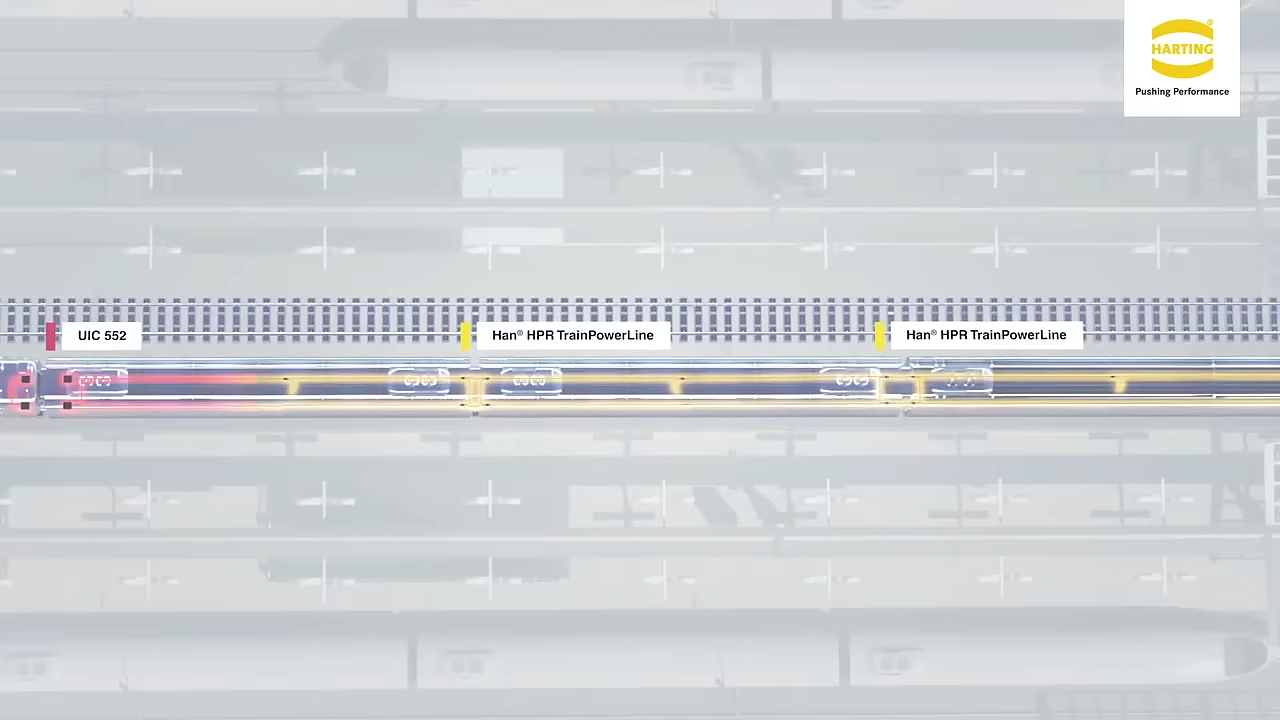 HARTING®
Pushing Performance
UIC 552
Han® HPR TrainPowerLine
Han® HPR TrainPowerLine